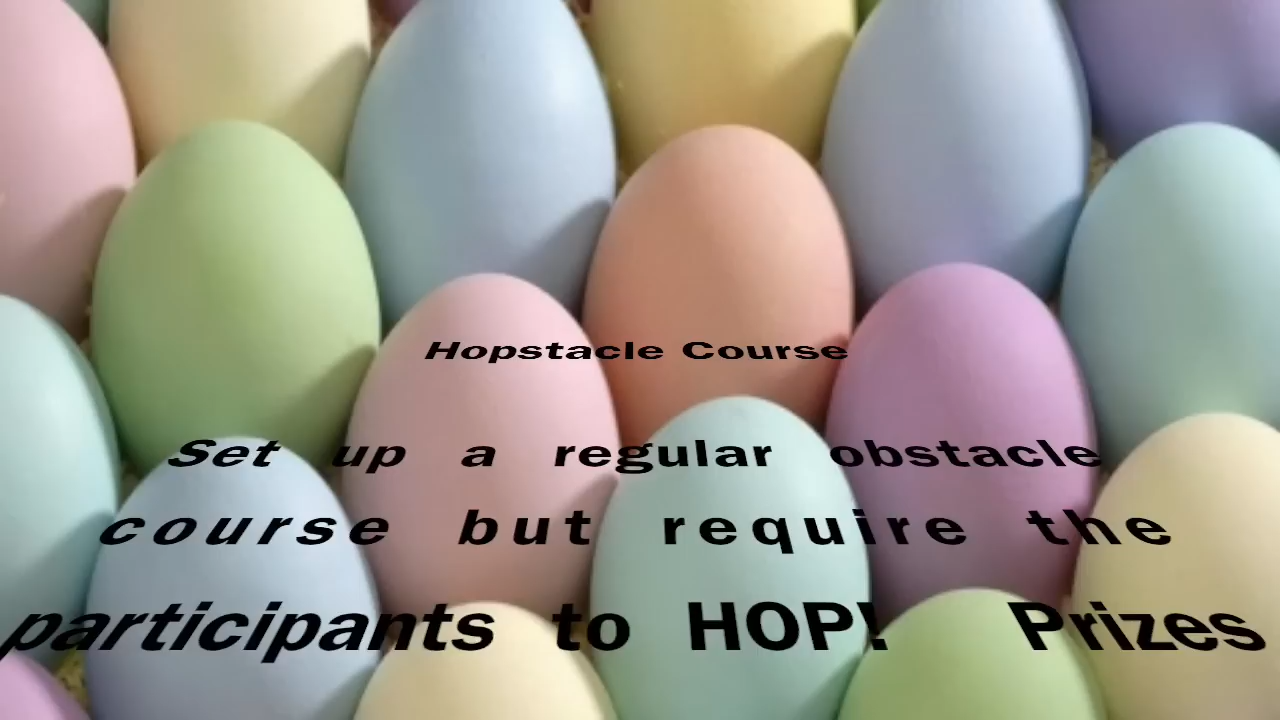 Hopstacle Course
Set up a regular obstacle
course but require the
participants to HOP! Prizes